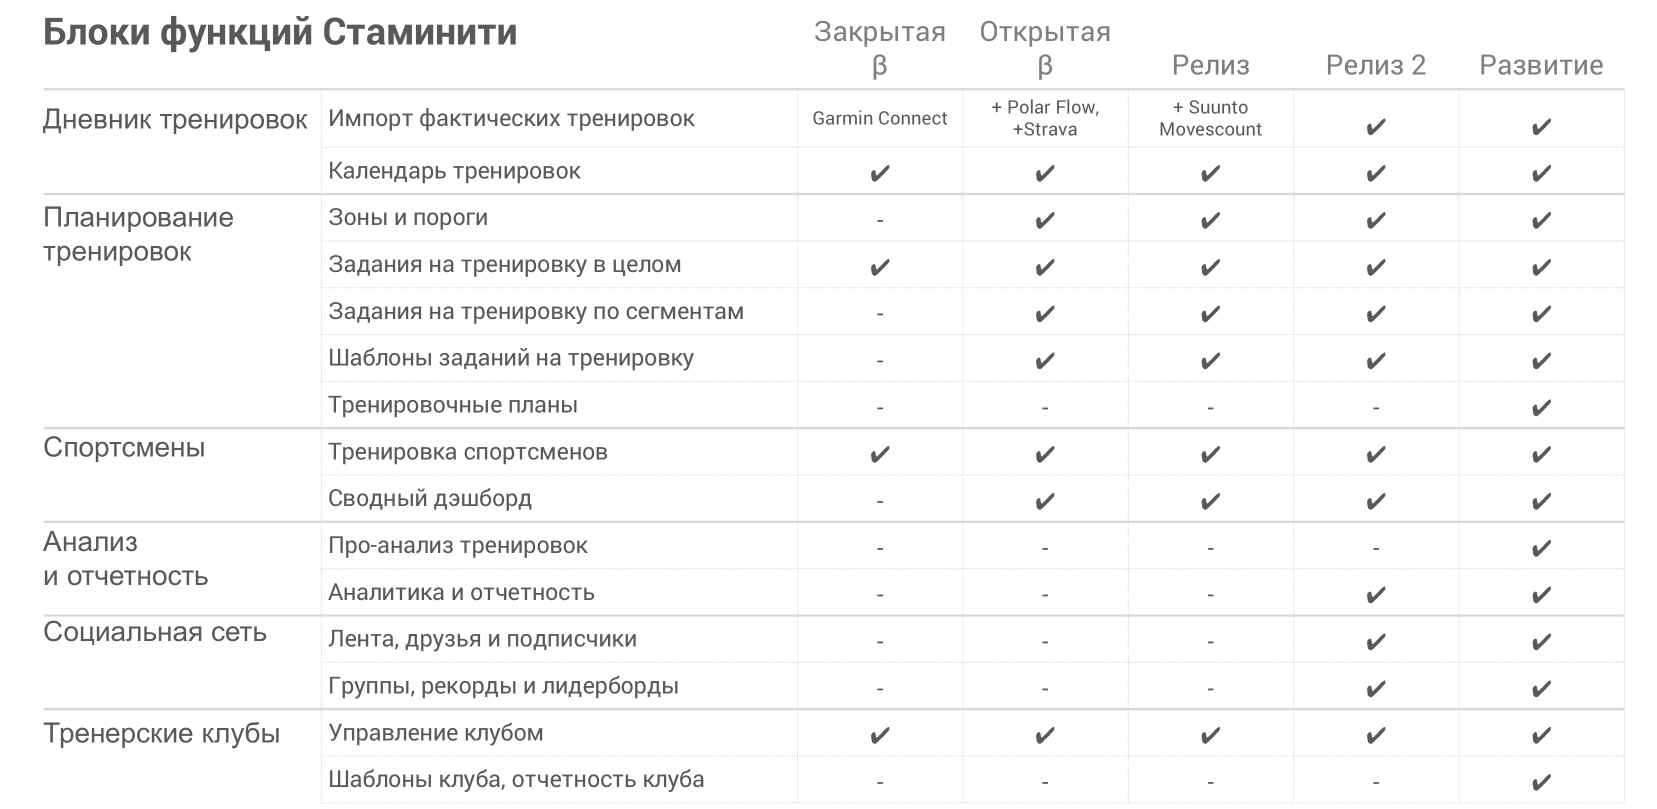 Блоки функций Стаминити
Закрытая β Открытая β Релиз Релиз 2 Развитие
Дневник тренировок Импорт фактических тренировок Garmin Connect + Polar Flow, +Strava + Suunto Movescount ✔ ✔
Календарь тренировок ✔ ✔ ✔ ✔ ✔
Планирование тренировок Зоны и пороги - ✔ ✔ ✔ ✔
Задания на тренировку в целом ✔ ✔ ✔ ✔ ✔
Задания на тренировку по сегментам - ✔ ✔ ✔ ✔
Шаблоны заданий на тренировку - ✔ ✔ ✔ ✔
Тренировочные планы - - - - ✔
Спортсмены Тренировка спортсменов ✔ ✔ ✔ ✔ ✔
Сводный дэшборд - ✔ ✔ ✔ ✔
Анализ и отчетность Про-анализ тренировок - - - - ✔
Аналитика и отчетность - - - ✔ ✔
Социальная сеть Лента, друзья и подписчики - - - ✔ ✔
Группы, рекорды и лидерборды - - - ✔ ✔
Тренерские клубы Управление клубом ✔ ✔ ✔ ✔ ✔
Шаблоны клуба, отчетность клуба - - - - ✔